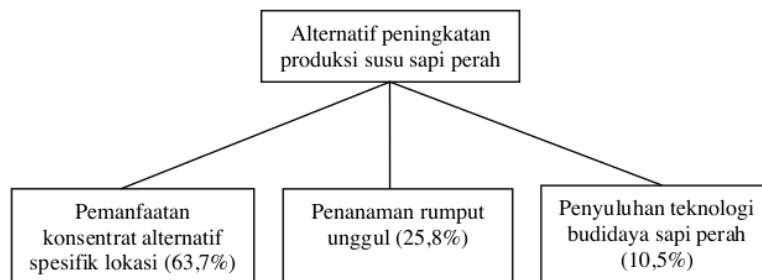 Alternatif peningkatan
produksi susu sapi perah
Pemanfaatan
konsentrat alternatif
spesifik lokasi (63,7%)
Penanaman rumput
unggul (25,8%)
Penyuluhan teknologi
budidaya sapi perah
(10,5%)